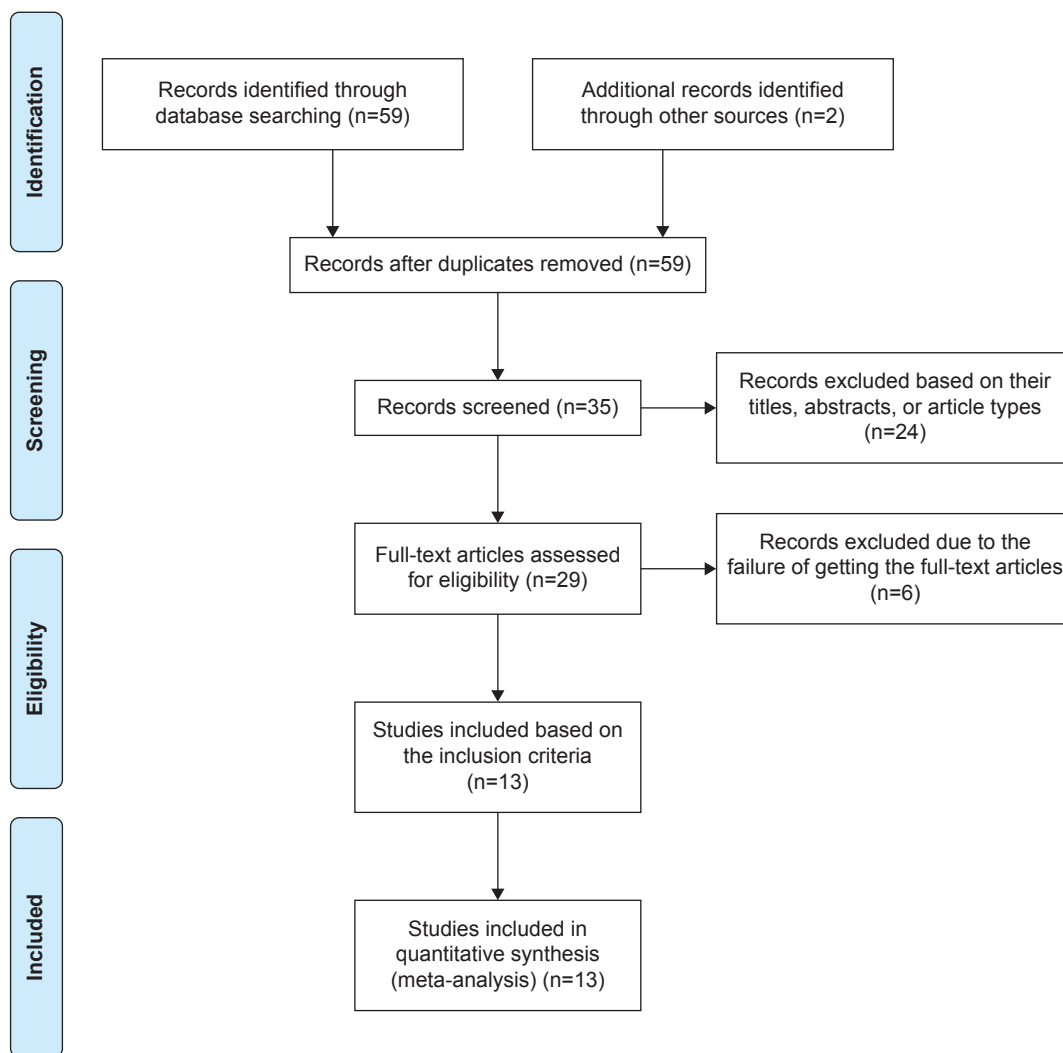 Identification
Records identified through
database searching (n=59)
Additional records identified
through other sources (n=2)
Records after duplicates removed (n=59)
Screening
Records screened (n=35)
Records excluded based on their
titles, abstracts, or article types
(n=24)
Eligibility
Full-text articles assessed
for eligibility (n=29)
Records excluded due to the
failure of getting the full-text articles
(n=6)
Studies included based on
the inclusion criteria
(n=13)
Included
Studies included in
quantitative synthesis
(meta-analysis) (n=13)